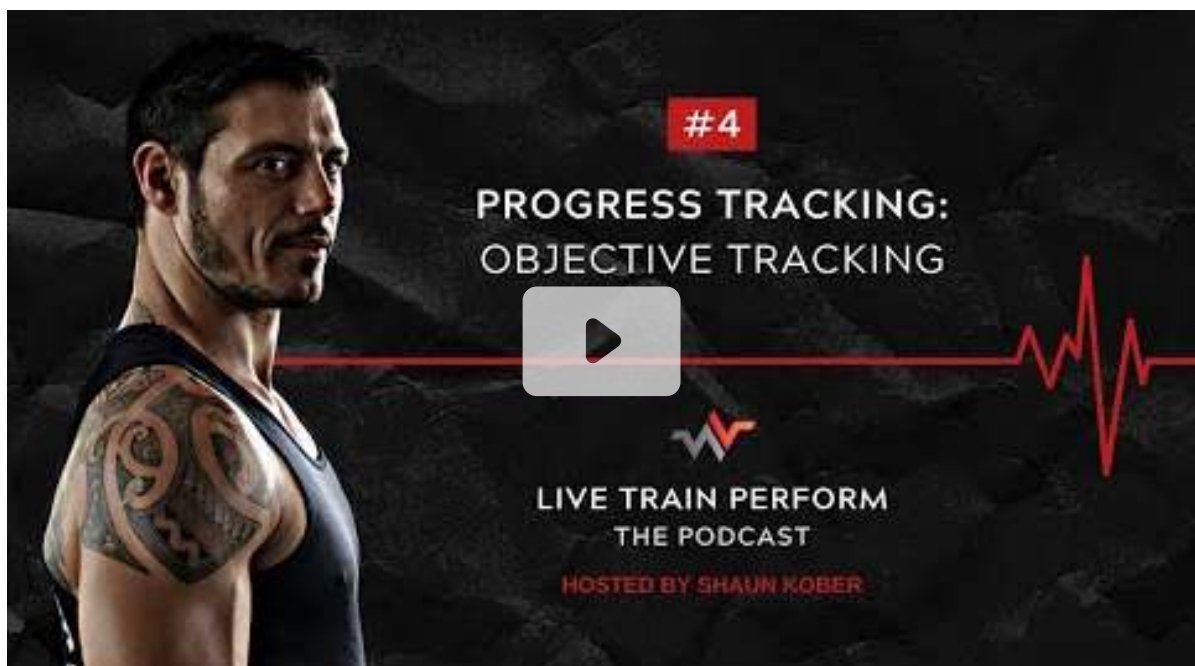 #4
PROGRESS TRACKING:
OBJECTIVE TRACKING
LIVE TRAIN PERFORM
THE PODCAST
HOSTED BY SHAUN KOBER